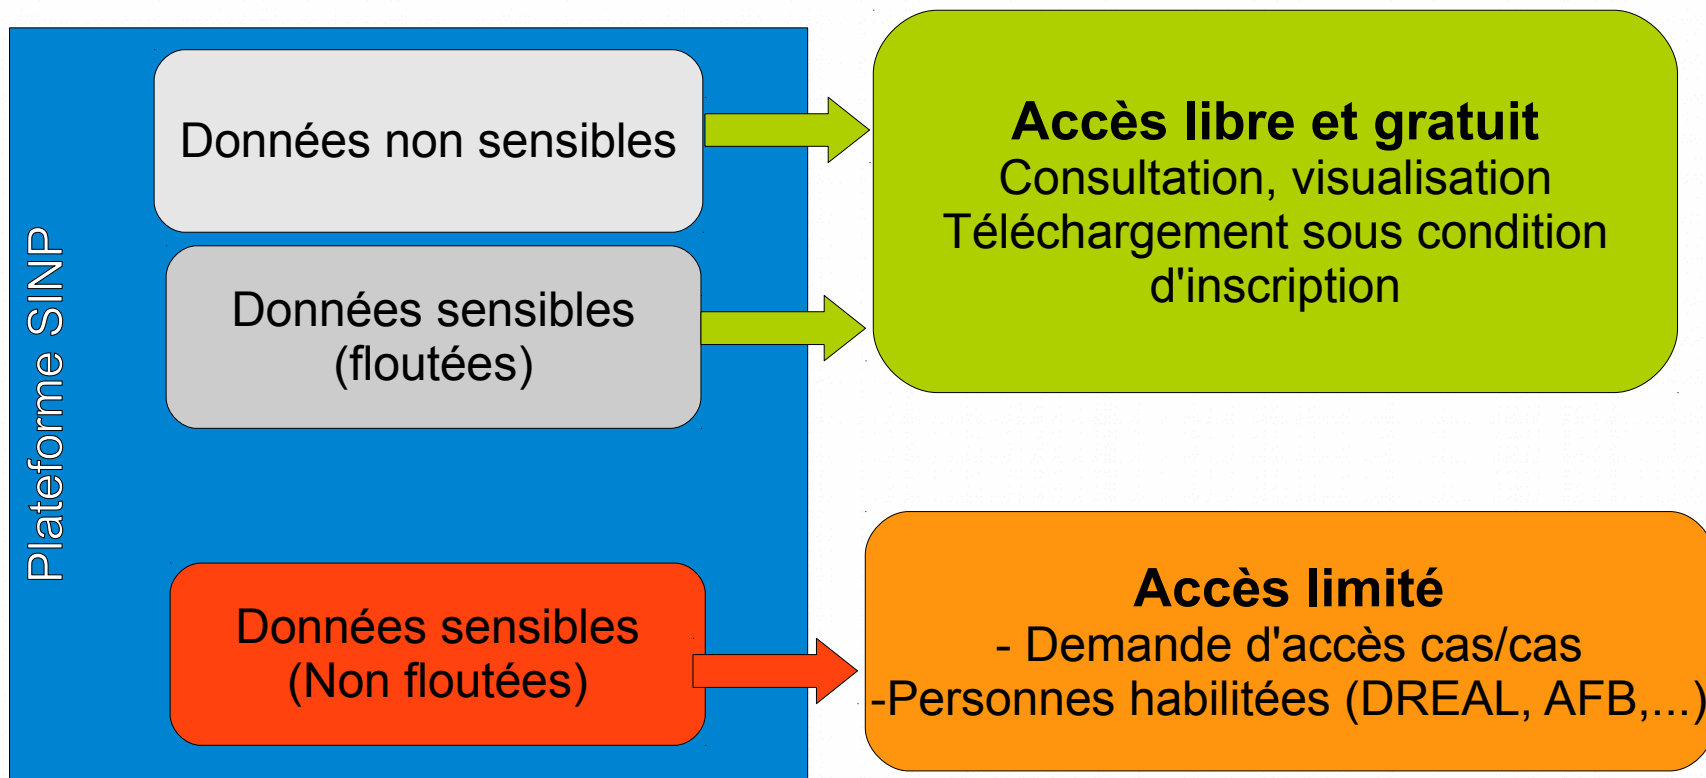 Plateforme SINP
Données non sensibles
Données sensibles
(floutées)
Données sensibles
(Non floutées)
Accès libre et gratuit
Consultation, visualisation
Téléchargement sous condition
d'inscription
Accès limité
- Demande d'accès cas/cas
-Personnes habilitées (DREAL, AFB,...)